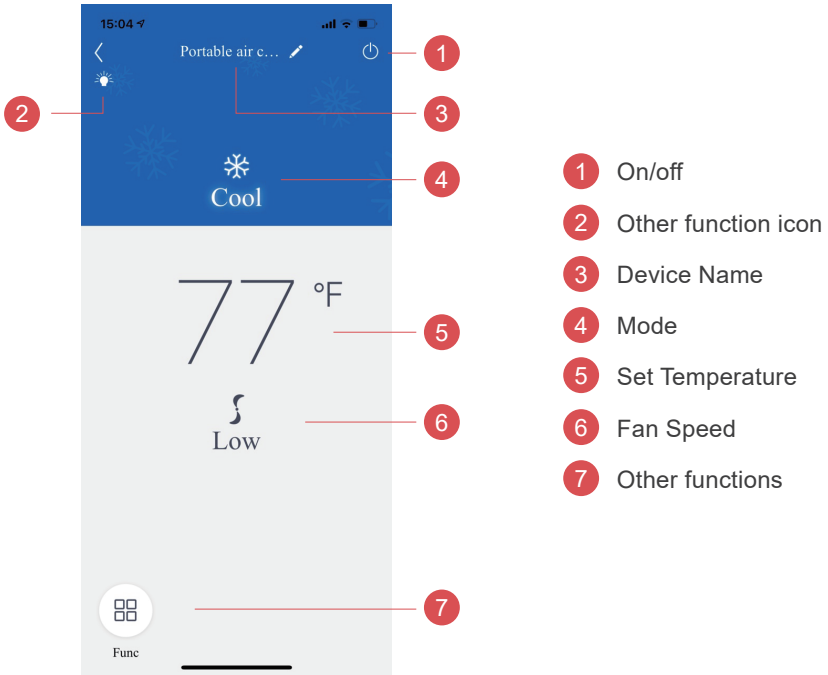 15:04
Portable air c...
1
2
3
Cool
4
77 °F
5
Low
6
7
Func
1 On/off
2 Other function icon
3 Device Name
4 Mode
5 Set Temperature
6 Fan Speed
7 Other functions